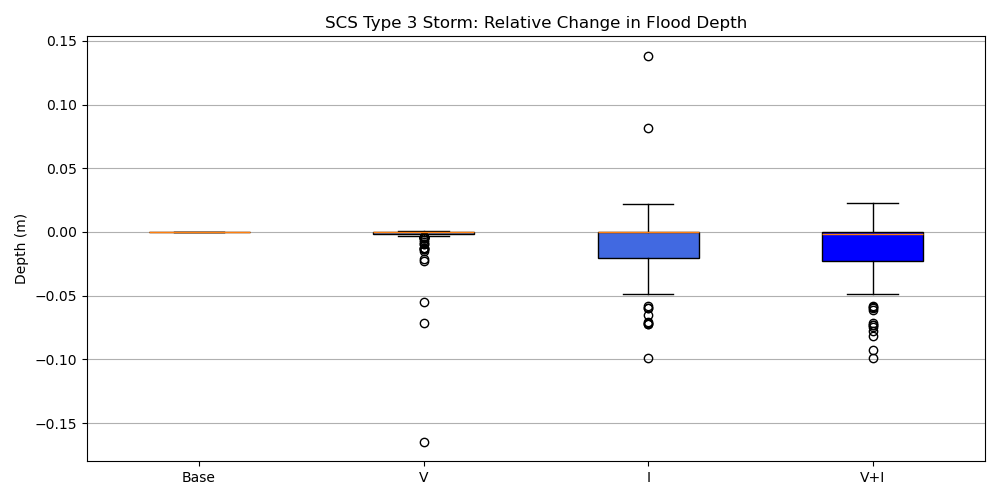 SCS Type 3 Storm: Relative Change in Flood Depth
Depth (m)
0.15
0.10
0.05
0.00
−0.05
−0.10
−0.15
Base
V
I
V+I